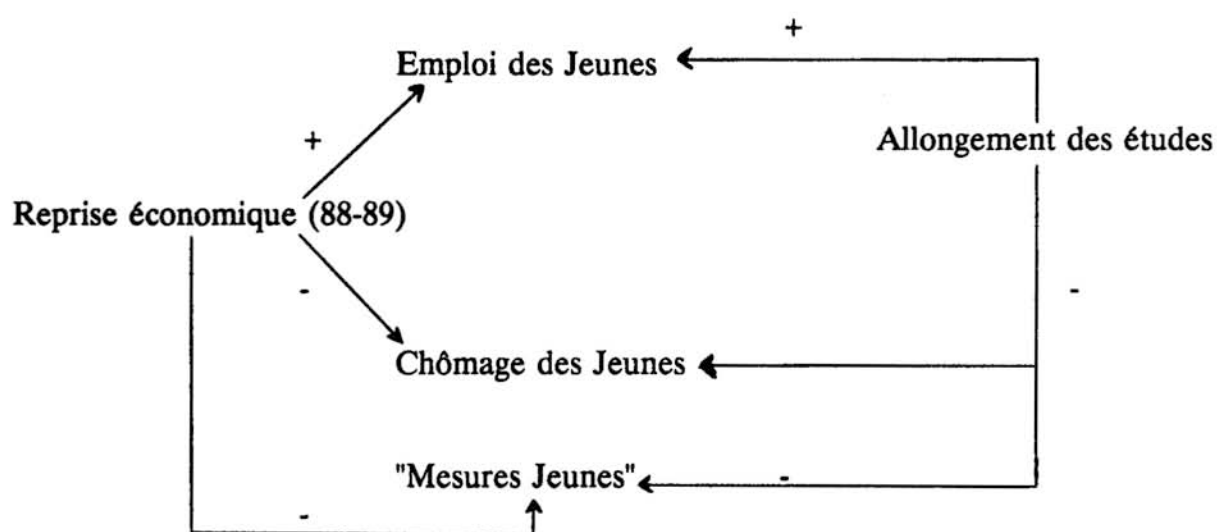 +
Emploi des Jeunes
+
Allongement des études
Reprise économique (88-89)
-
-
Chômage des Jeunes
"Mesures Jeunes"
-
-